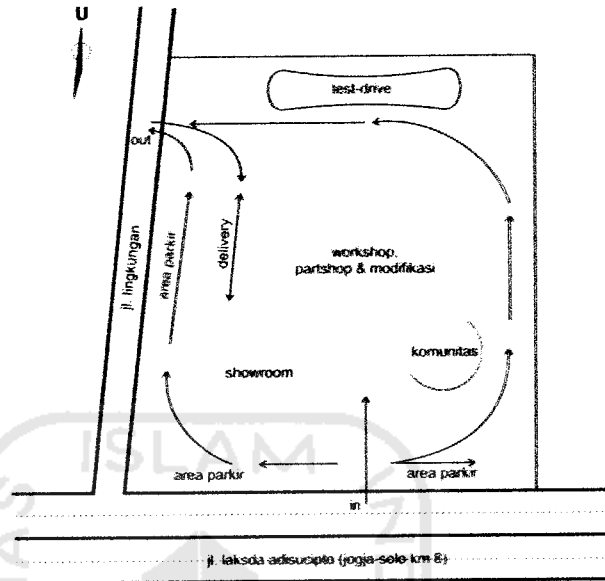 U
test-drive
out
jl. lingkungan
area parkir
delivery
workshop,
partshop & modifikasi
komunitas
showroom
area parkir
area parkir
in
jl. laksda adisucipto (jogja-solo km 8)
ISLAM